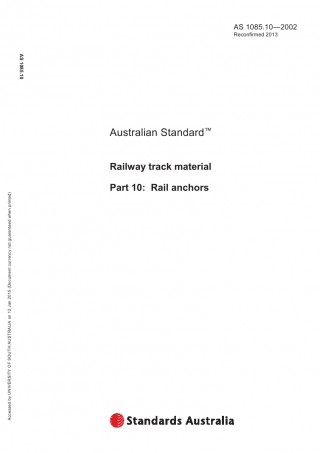 AS 1085.10—2002
Reconfirmed 2013
AS 1085.10
Australian Standard™
Railway track material
Part 10: Rail anchors
Accessed by UNIVERSITY OF SOUTH AUSTRALIA on 12 Jan 2015 (Document currency not guaranteed when printed)
Standards Australia